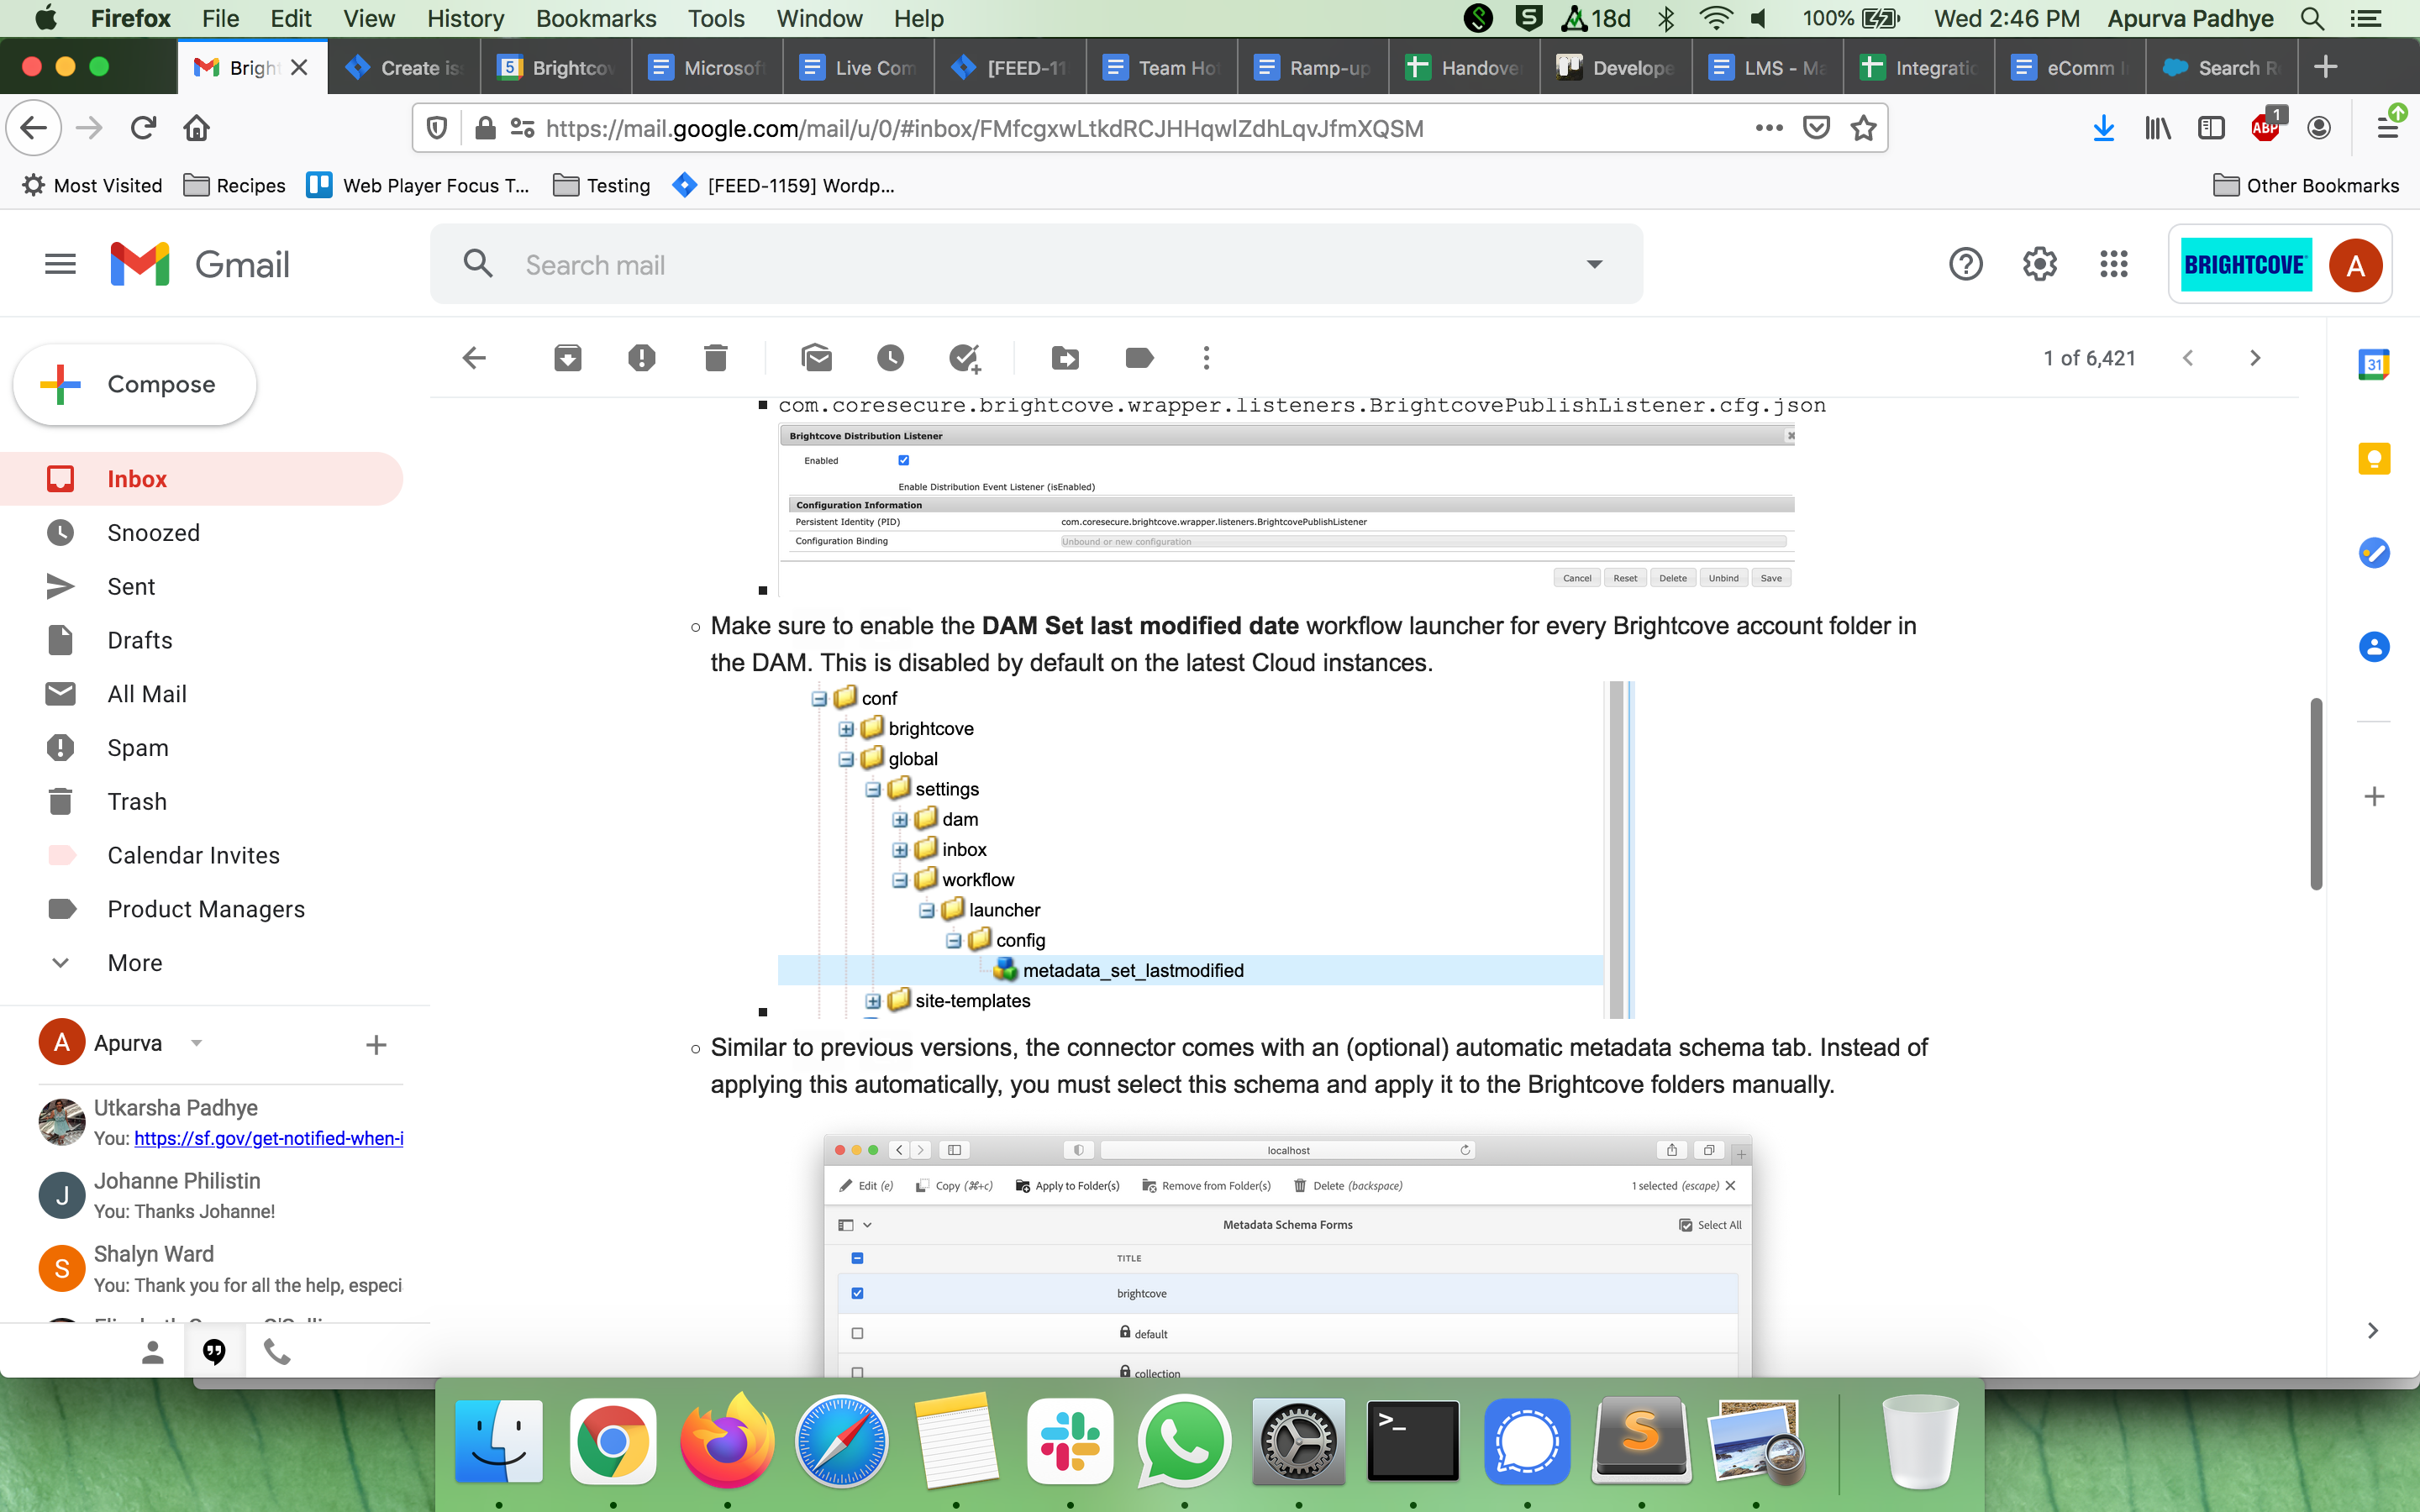 Firefox File Edit View History Bookmarks Tools Window Help 18d 100% Wed 2:46 PM Apurva Padhye
Brigh Create is 5 Brightco Microsof Live Com [FEED-11 Team Ho Ramp-up Handove Develope LMS - Ma Integratio eComm I Search R
https://mail.google.com/mail/u/0/#inbox/FMfcgxwLtkdRCJHHqwlZdhLqvJfmXQSM ABP 1
Most Visited Recipes Web Player Focus T... Testing [FEED-1159] Wordp... Other Bookmarks
Gmail Search mail BRIGHTCOVE A
Compose
1 of 6,421
31
Inbox
Snoozed
Sent
Drafts
All Mail
Spam
Trash
Calendar Invites
Product Managers
More
A Apurva
Utkarsha Padhye
You: https://sf.gov/get-notified-when-i
J Johanne Philistin
You: Thanks Johanne!
S Shalyn Ward
You: Thank you for all the help, especi
com.coresecure.brightcove.wrapper.listeners.BrightcovePublishListener.cfg.json
Brightcove Distribution Listener
Enabled
Enable Distribution Event Listener (isEnabled)
Configuration Information
Persistent Identity (PID) com.coresecure.brightcove.wrapper.listeners.BrightcovePublishListener
Configuration Binding Unbound or new configuration
Cancel Reset Delete Unbind Save
Make sure to enable the DAM Set last modified date workflow launcher for every Brightcove account folder in
the DAM. This is disabled by default on the latest Cloud instances.
conf
brightcove
global
settings
dam
inbox
workflow
launcher
config
metadata_set_lastmodified
site-templates
Similar to previous versions, the connector comes with an (optional) automatic metadata schema tab. Instead of
applying this automatically, you must select this schema and apply it to the Brightcove folders manually.
localhost
Edit (e) Copy (⌘+c) Apply to Folder(s) Remove from Folder(s) Delete (backspace) 1 selected (escape)
Metadata Schema Forms Select All
TITLE
brightcove
default
collection